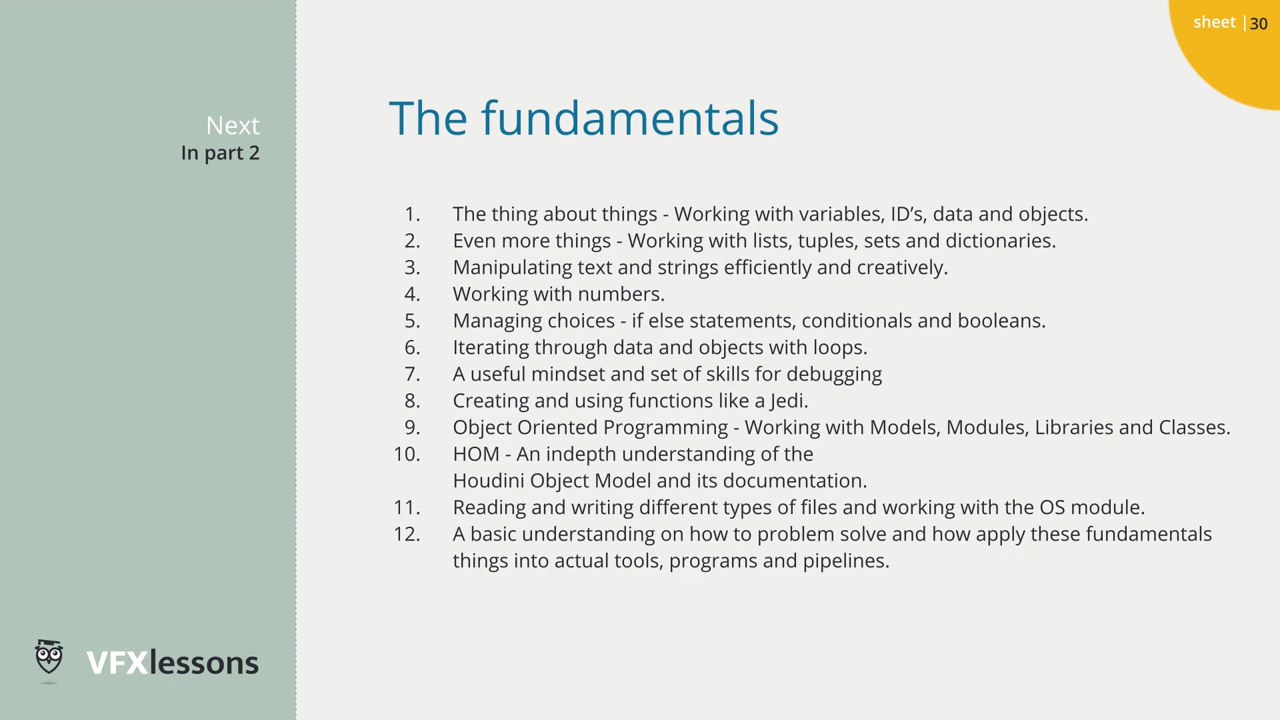 sheet |30
Next
In part 2
The fundamentals
1. The thing about things - Working with variables, ID’s, data and objects.
2. Even more things - Working with lists, tuples, sets and dictionaries.
3. Manipulating text and strings efficiently and creatively.
4. Working with numbers.
5. Managing choices - if else statements, conditionals and booleans.
6. Iterating through data and objects with loops.
7. A useful mindset and set of skills for debugging
8. Creating and using functions like a Jedi.
9. Object Oriented Programming - Working with Models, Modules, Libraries and Classes.
10. HOM - An indepth understanding of the
Houdini Object Model and its documentation.
11. Reading and writing different types of files and working with the OS module.
12. A basic understanding on how to problem solve and how apply these fundamentals
things into actual tools, programs and pipelines.
VFXlessons